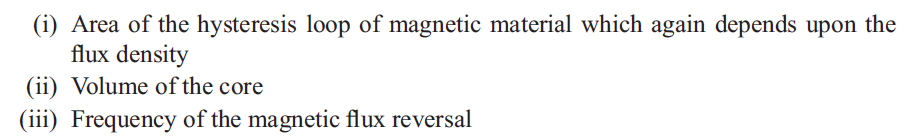 (i) Area of the hysteresis loop of magnetic material which again depends upon the
flux density
(ii) Volume of the core
(iii) Frequency of the magnetic flux reversal